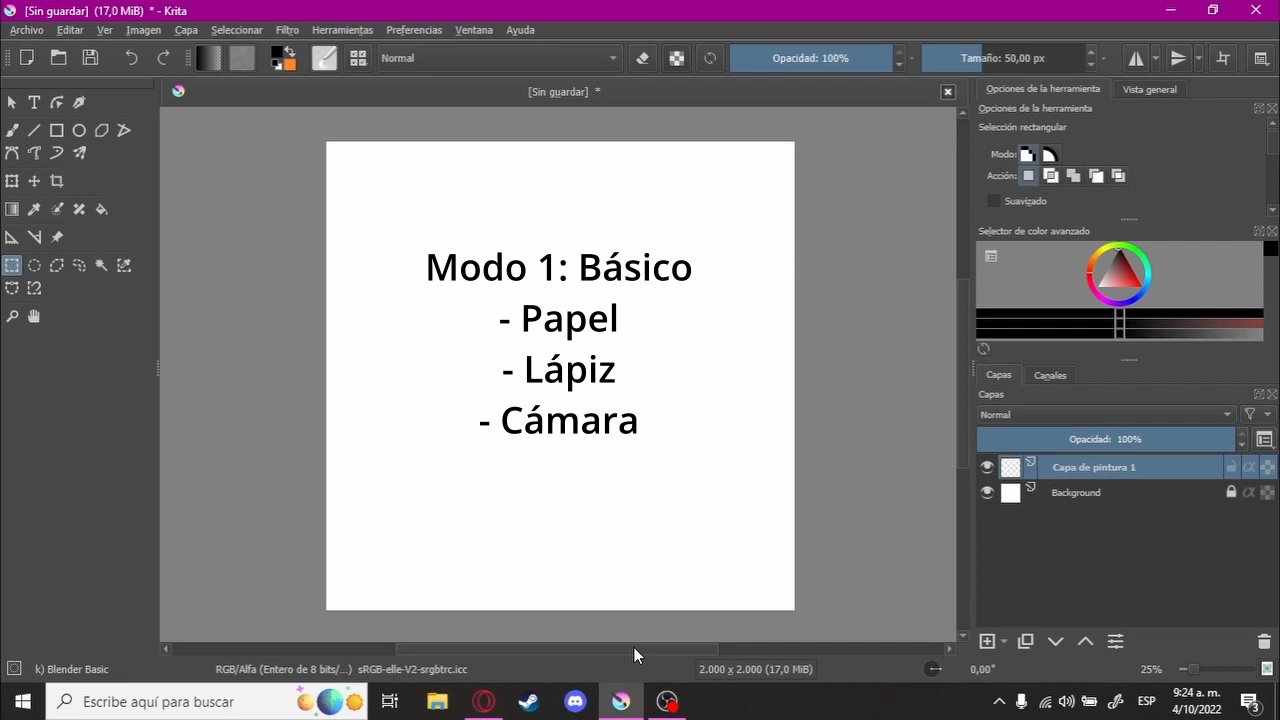 [Sin guardar] (17,0 MiB) * - Krita
Archivo Editar Ver Imagen Capa Seleccionar Filtro Herramientas Preferencias Ventana Ayuda
Normal Opacidad: 100% Tamaño: 50,00 px
[Sin guardar] *
Opciones de la herramienta Vista general
Opciones de la herramienta
Selección rectangular
Modo:
Acción:
Suavizado
Selector de color avanzado
Modo 1: Básico
- Papel
- Lápiz
- Cámara
Capas Canales
Capas
Normal
Opacidad: 100%
Capa de pintura 1
Background
k) Blender Basic RGB/Alfa (Entero de 8 bits/...) sRGB-elle-V2-srgbtrc.icc 2.000 x 2.000 (17,0 MiB) 0,00° 25%
Escribe aquí para buscar ESP 9:24 a. m.
4/10/2022 3